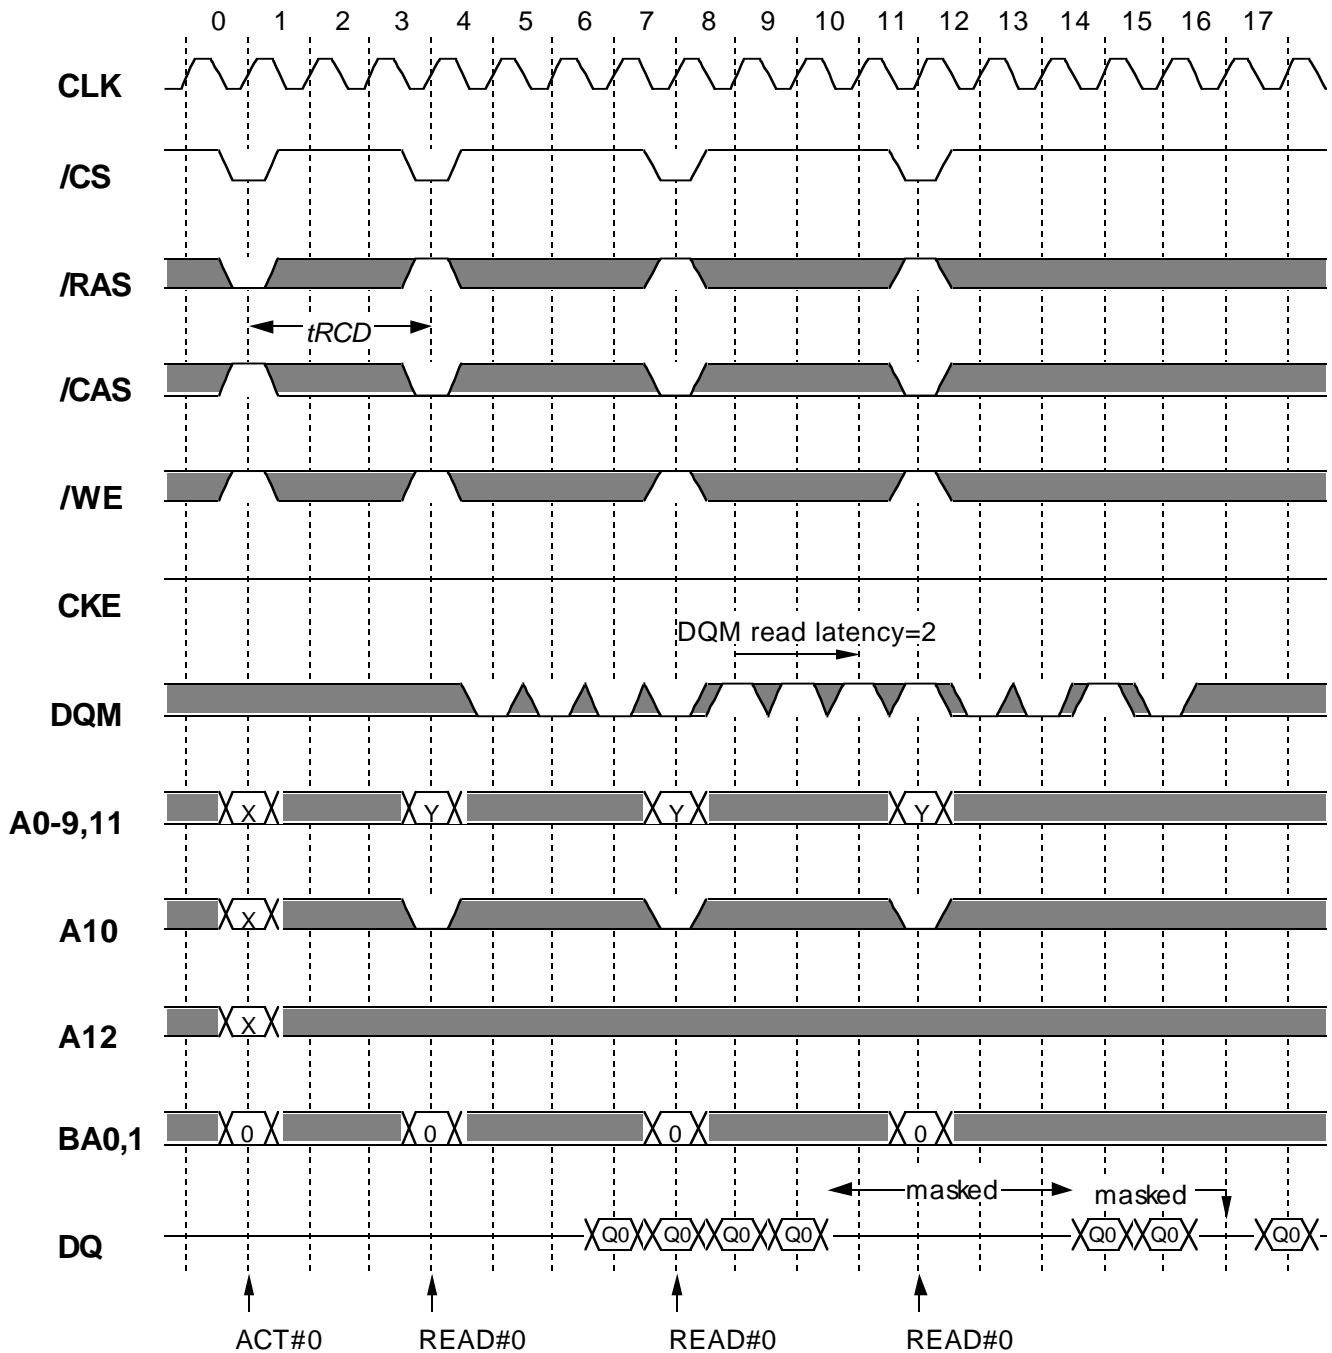 0 1 2 3 4 5 6 7 8 9 10 11 12 13 14 15 16 17
CLK
/CS
/RAS
tRCD
/CAS
/WE
CKE
DQM read latency=2
DQM
A0-9,11 X Y Y Y
A10 X
A12 X
BA0,1 0 0 0 0
masked masked
DQ Q0 Q0 Q0 Q0 Q0 Q0 Q0
ACT#0 READ#0 READ#0 READ#0